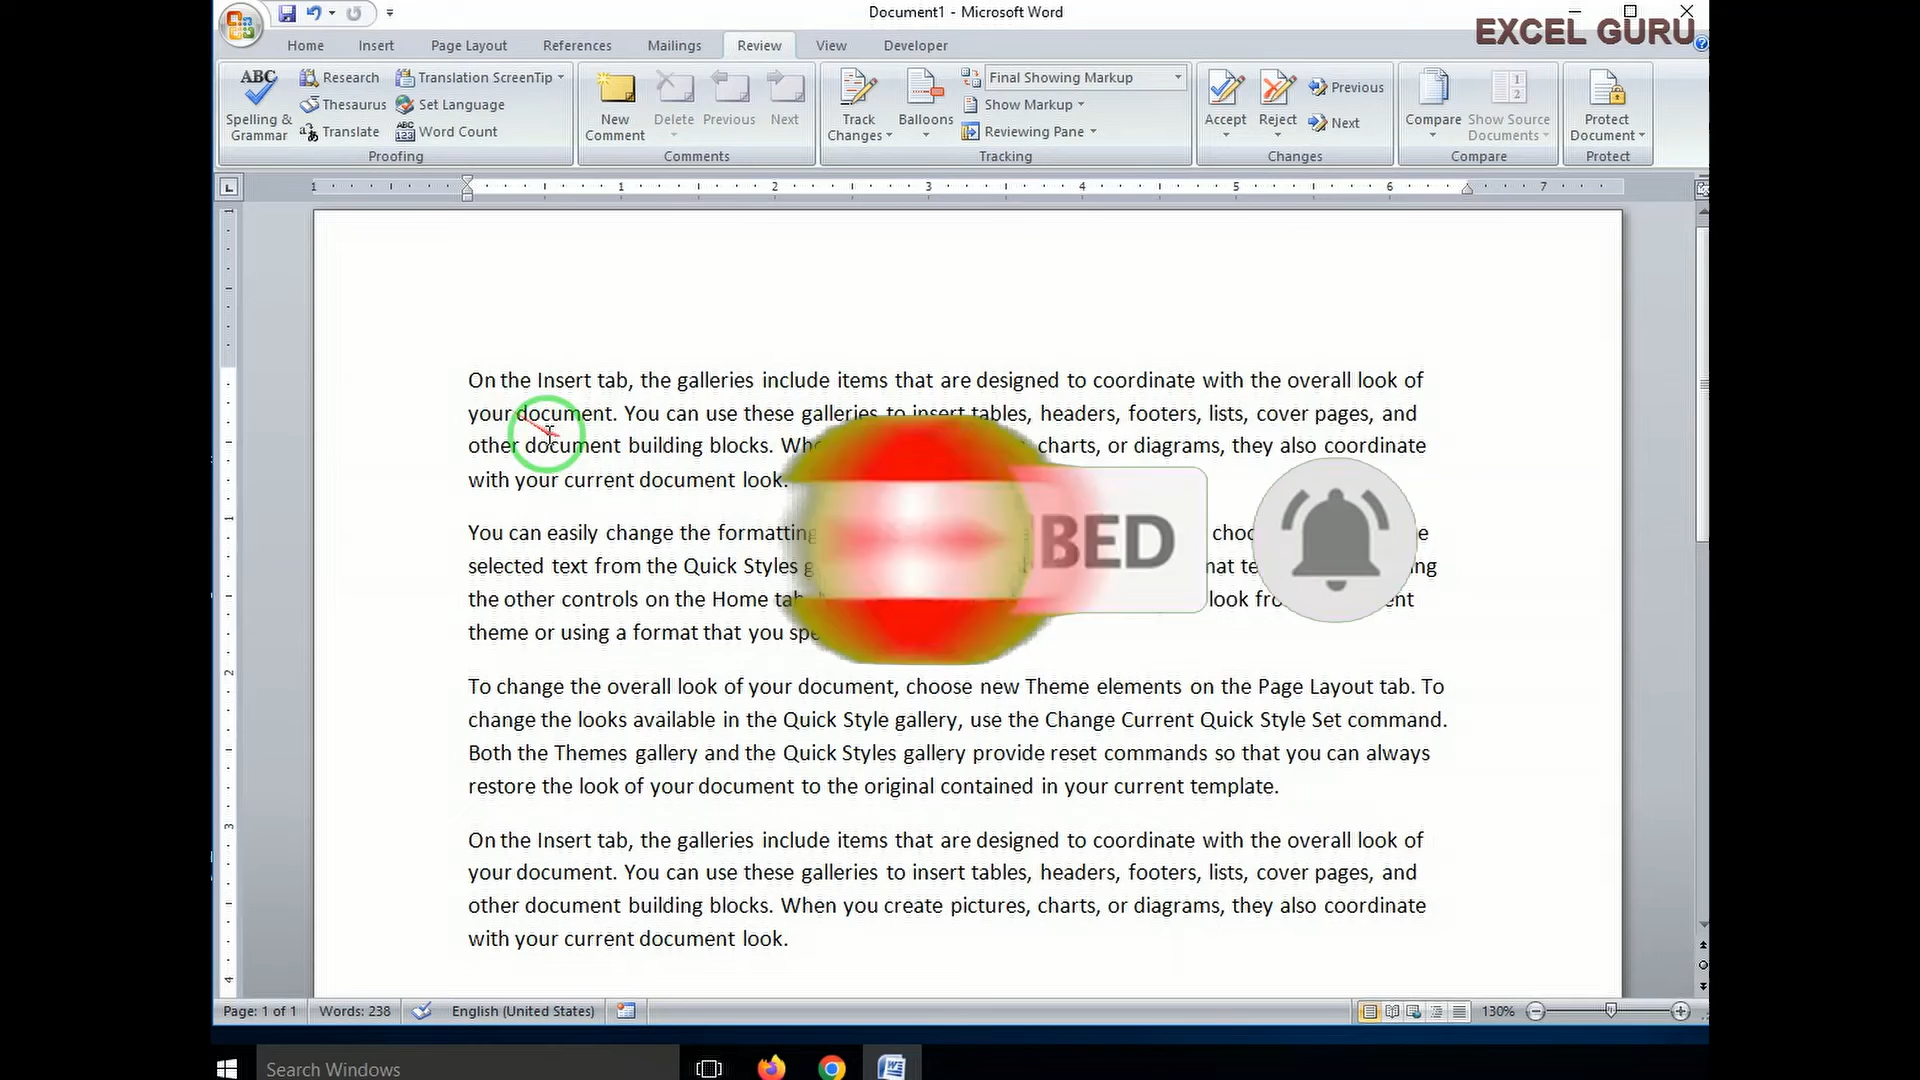 Document1 - Microsoft Word
EXCEL GURU
Home Insert Page Layout References Mailings Review View Developer
ABC Research Translation ScreenTip Final Showing Markup Previous
Spelling & Grammar Thesaurus Set Language New Comment Delete Previous Next Track Changes Balloons Show Markup Accept Reject Next Compare Show Source Documents Protect Document
Translate ABC 123 Word Count Reviewing Pane
Proofing Comments Tracking Changes Compare Protect
1 1 2 3 4 5 6 7
On the Insert tab, the galleries include items that are designed to coordinate with the overall look of
your document. You can use these galleries to insert tables, headers, footers, lists, cover pages, and
other document building blocks. charts, or diagrams, they also coordinate
with your current document look.
You can easily change the formatting
selected text from the Quick Styles
the other controls on the Home tab look
theme or using a format that you
BED
To change the overall look of your document, choose new Theme elements on the Page Layout tab. To
change the looks available in the Quick Style gallery, use the Change Current Quick Style Set command.
Both the Themes gallery and the Quick Styles gallery provide reset commands so that you can always
restore the look of your document to the original contained in your current template.
On the Insert tab, the galleries include items that are designed to coordinate with the overall look of
your document. You can use these galleries to insert tables, headers, footers, lists, cover pages, and
other document building blocks. When you create pictures, charts, or diagrams, they also coordinate
with your current document look.
Page: 1 of 1 Words: 238 English (United States) 130%
Search Windows